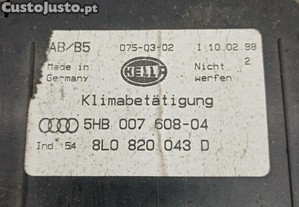 CustoJusto.pt
AB/B5 075-03-02 I 10.02.98
Made in Germany HELLA Nicht werfen 2
Klimabetätigung
5HB 007 608-04
Ind 54 8L0 820 043 D